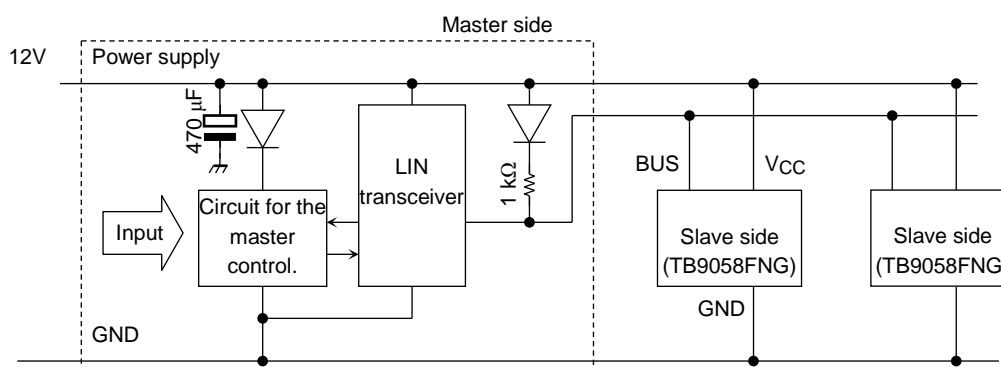 Master side
12V
Power supply
470 μF
LIN
transceiver
1 kΩ
BUS
VCC
Circuit for the
master
control.
Input
Slave side
(TB9058FNG)
Slave side
(TB9058FNG)
GND
GND